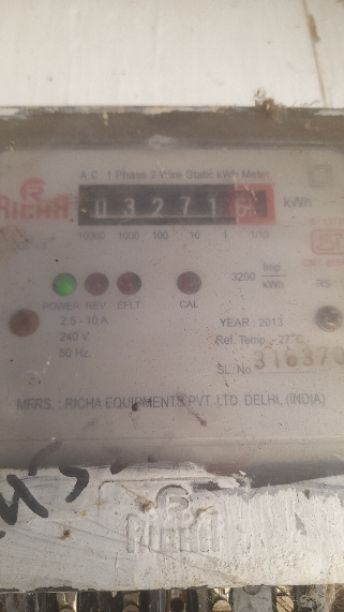 A.C. 1 Phase 2 Wire Static kWh Meter
RICHA 03271 kWh
10000 1000 100 10 1 1/10
3200 Imp/kWh RS
POWER REV. EFLT CAL
2.5 - 10 A YEAR : 2013
240 V Ref. Temp. - 27°C
50 Hz. SL. No. 316370
MFRS. : RICHA EQUIPMENTS PVT. LTD. DELHI, (INDIA)
RICHA